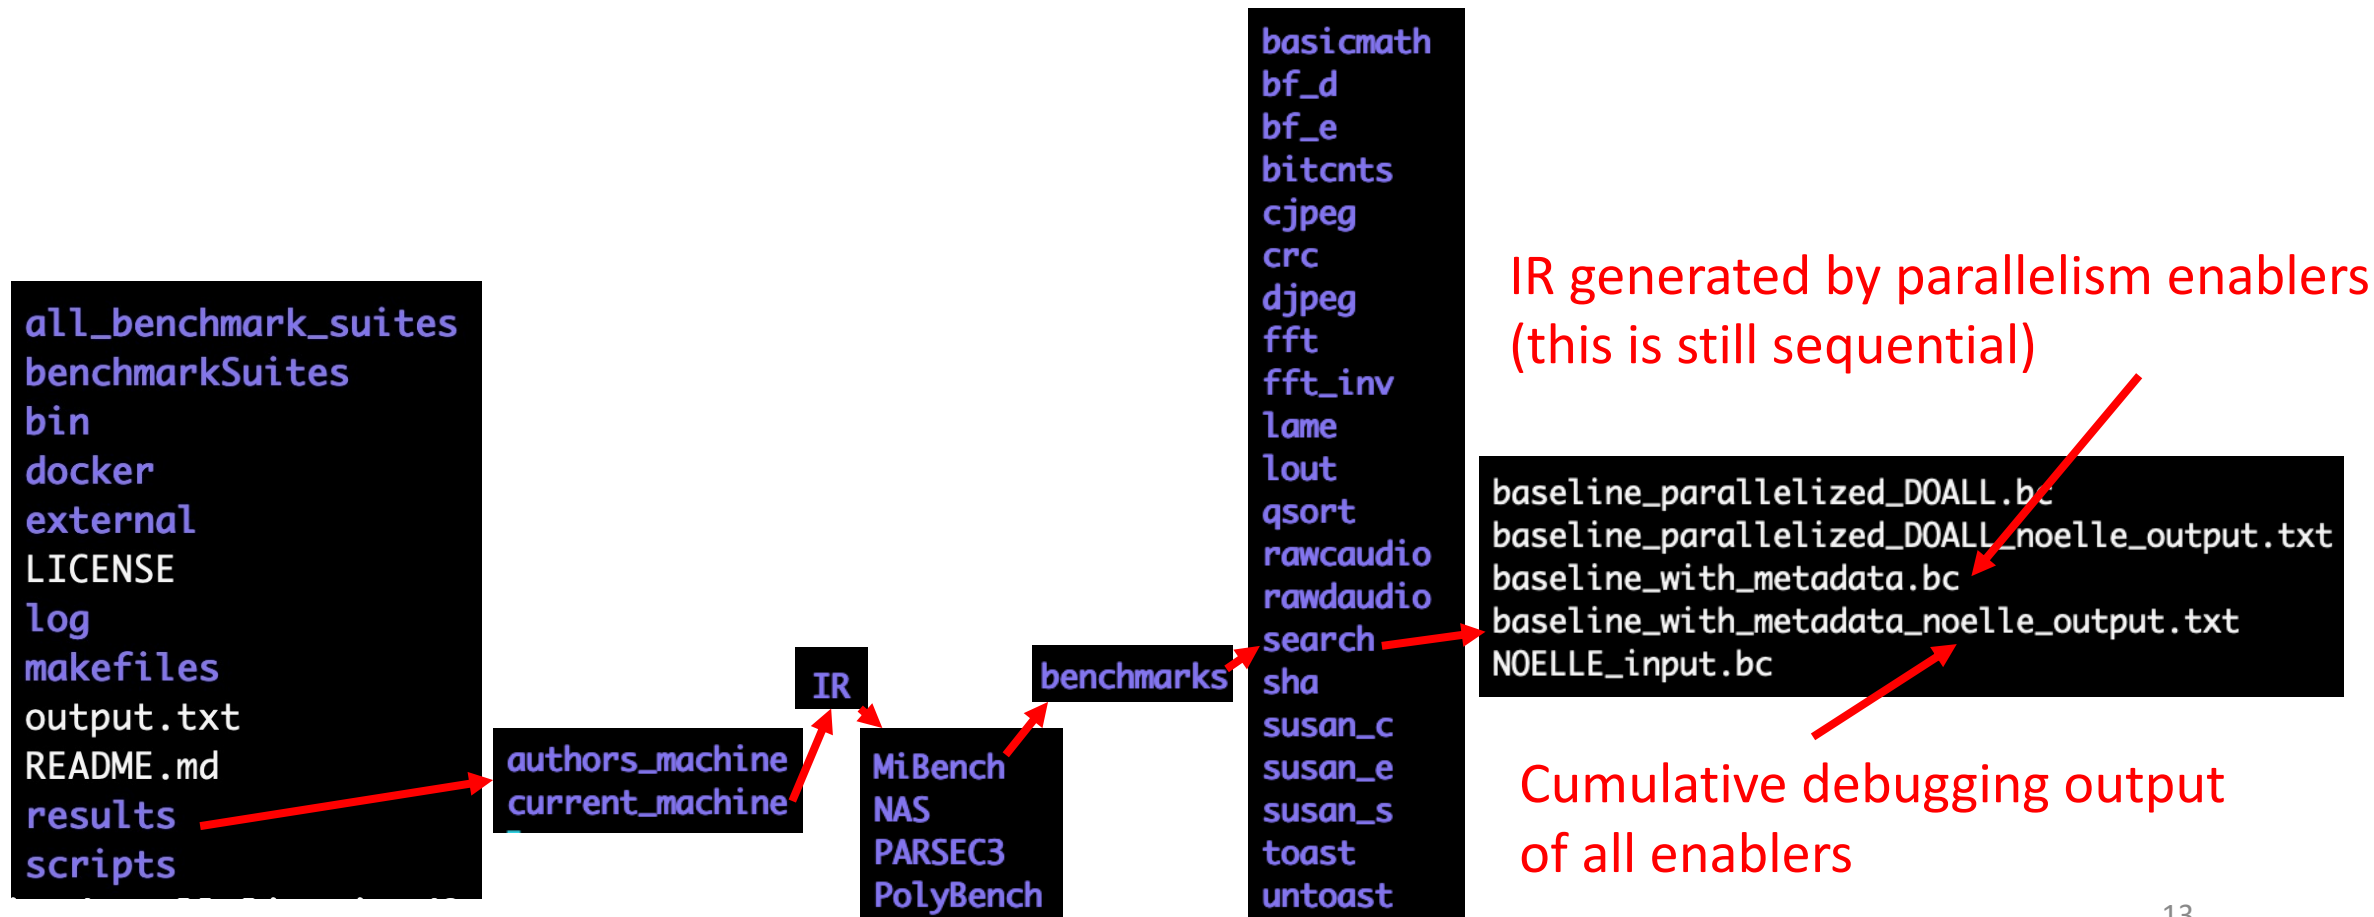 all_benchmark_suites
benchmarkSuites
bin
docker
external
LICENSE
log
makefiles
output.txt
README.md
results
scripts
authors_machine
current_machine
IR
MiBench
NAS
PARSEC3
PolyBench
benchmarks
basicmath
bf_d
bf_e
bitcnts
cjpeg
crc
djpeg
fft
fft_inv
lame
lout
qsort
rawcaudio
rawdaudio
search
sha
susan_c
susan_e
susan_s
toast
untoast
IR generated by parallelism enablers
(this is still sequential)
baseline_parallelized_DOALL.bc
baseline_parallelized_DOALL_noelle_output.txt
baseline_with_metadata.bc
baseline_with_metadata_noelle_output.txt
NOELLE_input.bc
Cumulative debugging output
of all enablers
13